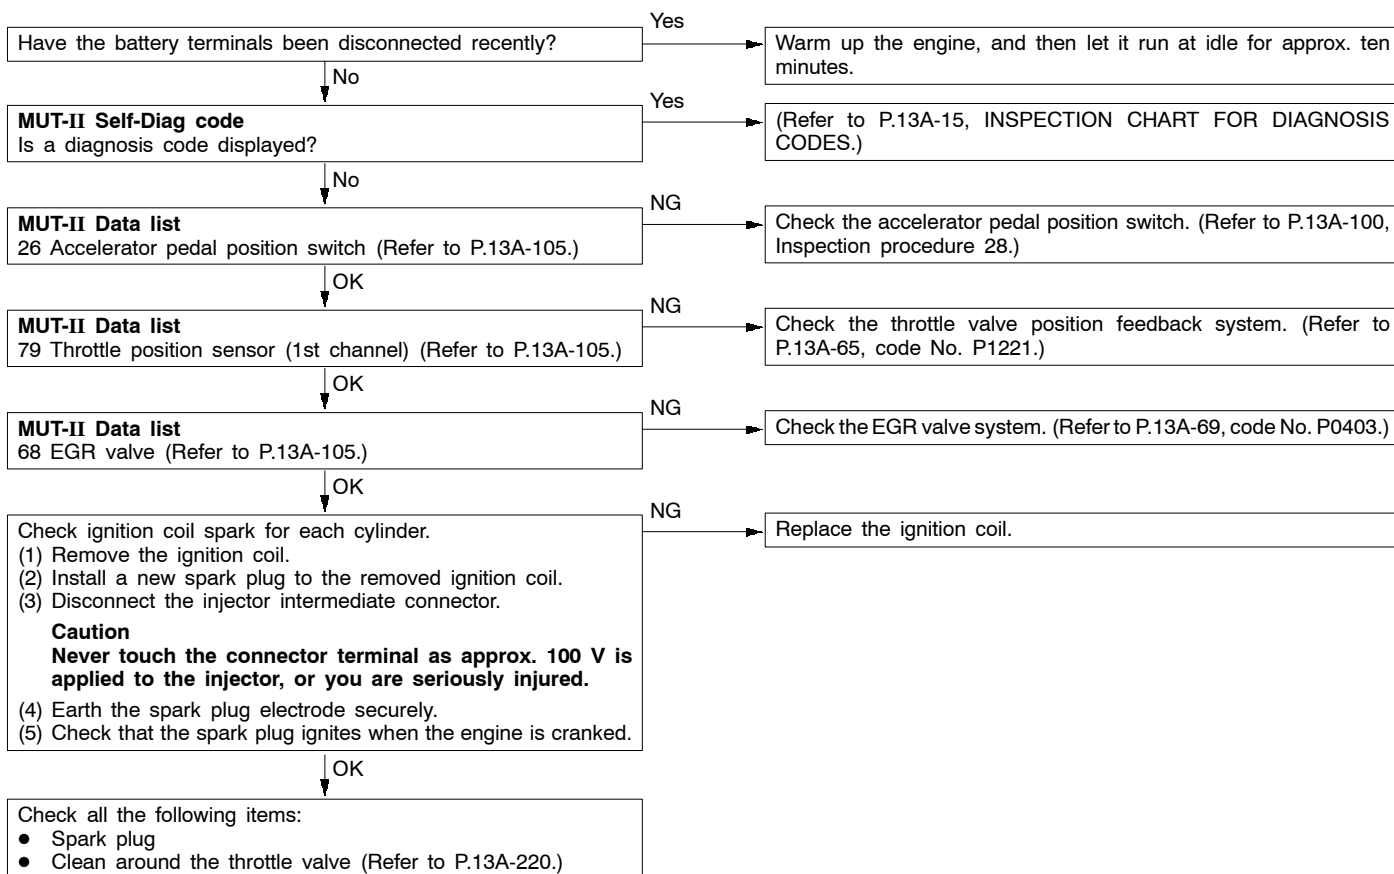 Have the battery terminals been disconnected recently?
Yes
Warm up the engine, and then let it run at idle for approx. ten
minutes.
No
MUT-II Self-Diag code
Is a diagnosis code displayed?
Yes
(Refer to P.13A-15, INSPECTION CHART FOR DIAGNOSIS
CODES.)
No
MUT-II Data list
26 Accelerator pedal position switch (Refer to P.13A-105.)
NG
Check the accelerator pedal position switch. (Refer to P.13A-100,
Inspection procedure 28.)
OK
MUT-II Data list
79 Throttle position sensor (1st channel) (Refer to P.13A-105.)
NG
Check the throttle valve position feedback system. (Refer to
P.13A-65, code No. P1221.)
OK
MUT-II Data list
68 EGR valve (Refer to P.13A-105.)
NG
Check the EGR valve system. (Refer to P.13A-69, code No. P0403.)
OK
Check ignition coil spark for each cylinder.
(1) Remove the ignition coil.
(2) Install a new spark plug to the removed ignition coil.
(3) Disconnect the injector intermediate connector.
Caution
Never touch the connector terminal as approx. 100 V is
applied to the injector, or you are seriously injured.
(4) Earth the spark plug electrode securely.
(5) Check that the spark plug ignites when the engine is cranked.
NG
Replace the ignition coil.
OK
Check all the following items:
● Spark plug
● Clean around the throttle valve (Refer to P.13A-220.)